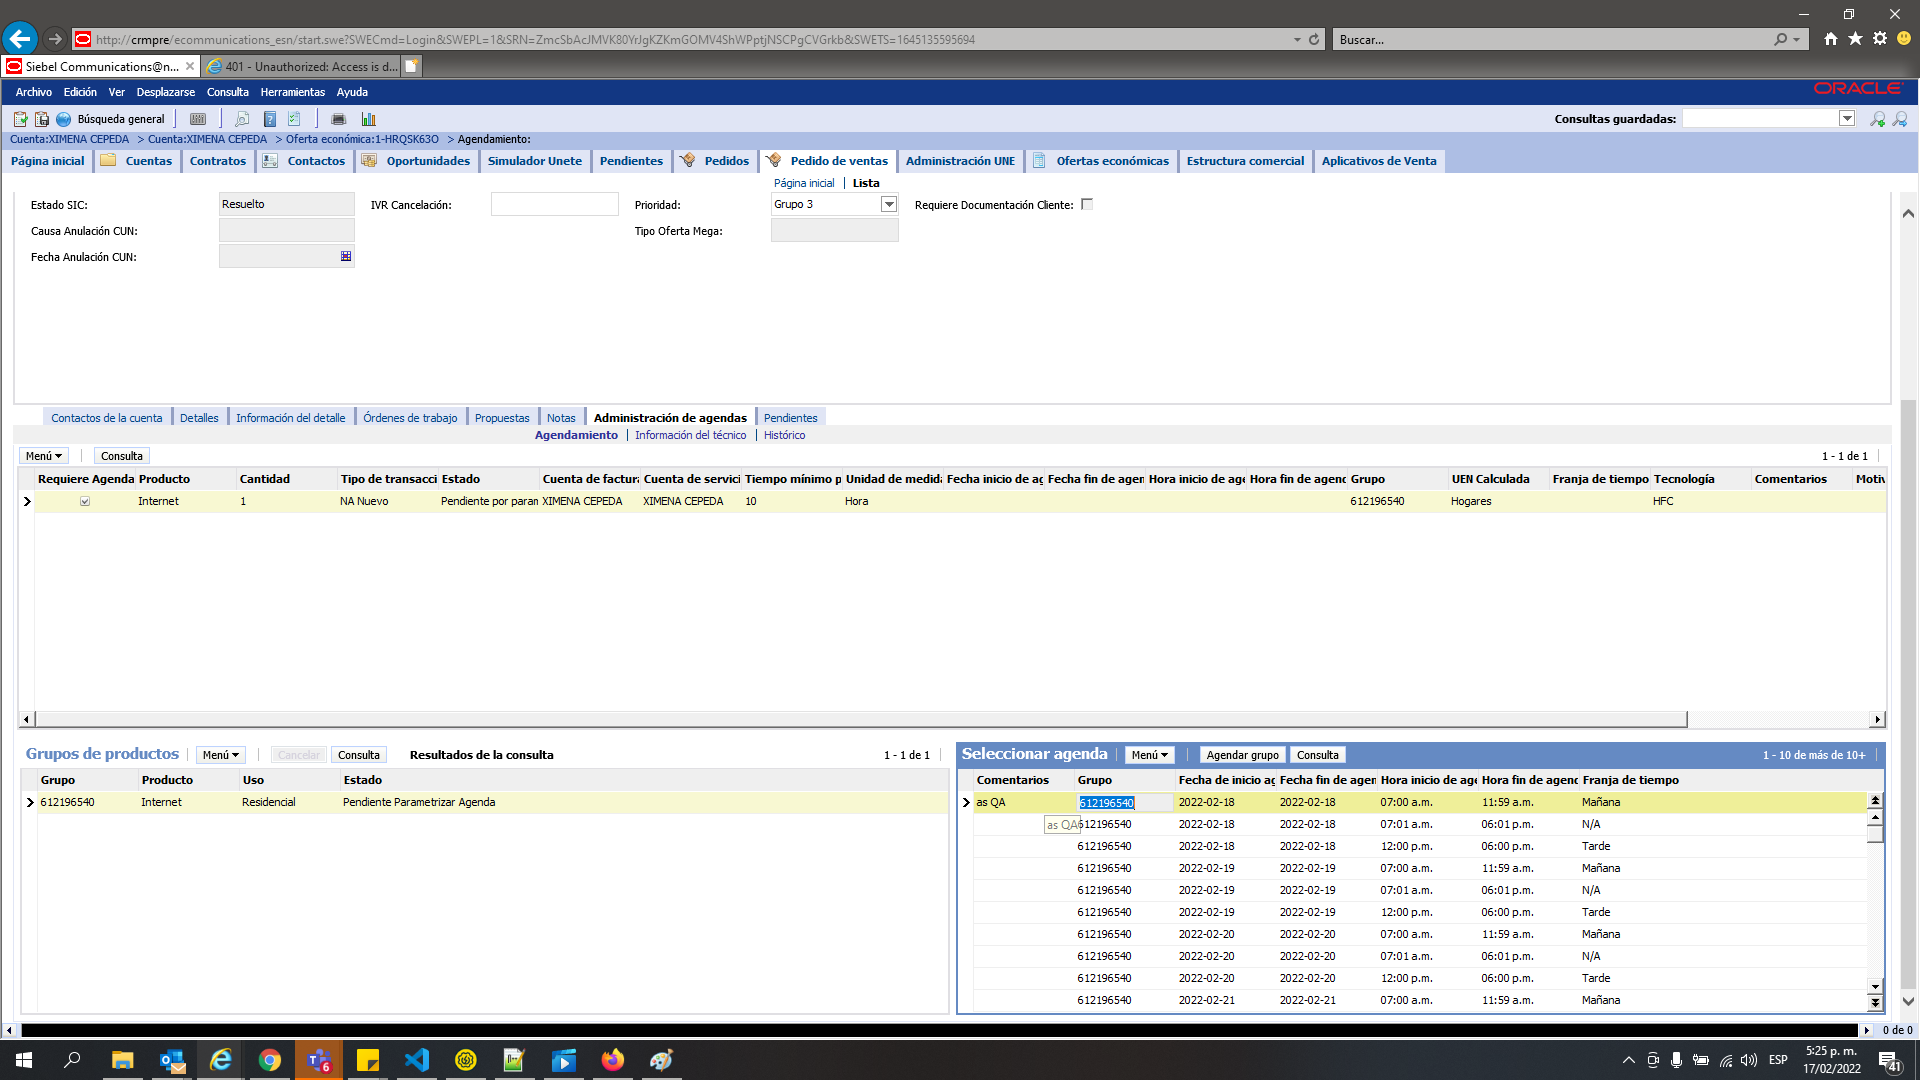 http://crmpre/ecommunications_esn/start.swe?SWECmd=Login&SWEPL=1&SRN=ZmcSbAcJMVK80YrJgKZKmGOMV4ShWPptjNSCPgCVGrkb&SWETS=1645135595694
Buscar...
Siebel Communications@n...
401 - Unauthorized: Access is d...
Archivo Edición Ver Desplazarse Consulta Herramientas Ayuda
ORACLE
Búsqueda general
Consultas guardadas:
Cuenta:XIMENA CEPEDA > Cuenta:XIMENA CEPEDA > Oferta económica:1-HRQSK63O > Agendamiento:
Página inicial Cuentas Contratos Contactos Oportunidades Simulador Unete Pendientes Pedidos Pedido de ventas Administración UNE Ofertas económicas Estructura comercial Aplicativos de Venta
Página inicial Lista
Estado SIC: Resuelto IVR Cancelación: Prioridad: Grupo 3 Requiere Documentación Cliente:
Causa Anulación CUN: Tipo Oferta Mega:
Fecha Anulación CUN:
Contactos de la cuenta Detalles Información del detalle Órdenes de trabajo Propuestas Notas Administración de agendas Pendientes
Agendamiento Información del técnico Histórico
Menú Consulta 1 - 1 de 1
Requiere Agenda Producto Cantidad Tipo de transacci Estado Cuenta de factura Cuenta de servici Tiempo mínimo p Unidad de medida Fecha inicio de ag Fecha fin de agen Hora inicio de age Hora fin de agend Grupo UEN Calculada Franja de tiempo Tecnología Comentarios Motiv
Internet 1 NA Nuevo Pendiente por param XIMENA CEPEDA XIMENA CEPEDA 10 Hora 612196540 Hogares HFC
Grupos de productos Menú Cancelar Consulta Resultados de la consulta 1 - 1 de 1
Grupo Producto Uso Estado
612196540 Internet Residencial Pendiente Parametrizar Agenda
Seleccionar agenda Menú Agendar grupo Consulta 1 - 10 de más de 10+
Comentarios Grupo Fecha de inicio ag Fecha fin de agen Hora inicio de age Hora fin de agend Franja de tiempo
as QA 612196540 2022-02-18 2022-02-18 07:00 a.m. 11:59 a.m. Mañana
as QA
612196540 2022-02-18 2022-02-18 07:01 a.m. 06:01 p.m. N/A
612196540 2022-02-18 2022-02-18 12:00 p.m. 06:00 p.m. Tarde
612196540 2022-02-19 2022-02-19 07:00 a.m. 11:59 a.m. Mañana
612196540 2022-02-19 2022-02-19 07:01 a.m. 06:01 p.m. N/A
612196540 2022-02-19 2022-02-19 12:00 p.m. 06:00 p.m. Tarde
612196540 2022-02-20 2022-02-20 07:00 a.m. 11:59 a.m. Mañana
612196540 2022-02-20 2022-02-20 07:01 a.m. 06:01 p.m. N/A
612196540 2022-02-20 2022-02-20 12:00 p.m. 06:00 p.m. Tarde
612196540 2022-02-21 2022-02-21 07:00 a.m. 11:59 a.m. Mañana
0 de 0
6
ESP
5:25 p. m.
17/02/2022
41